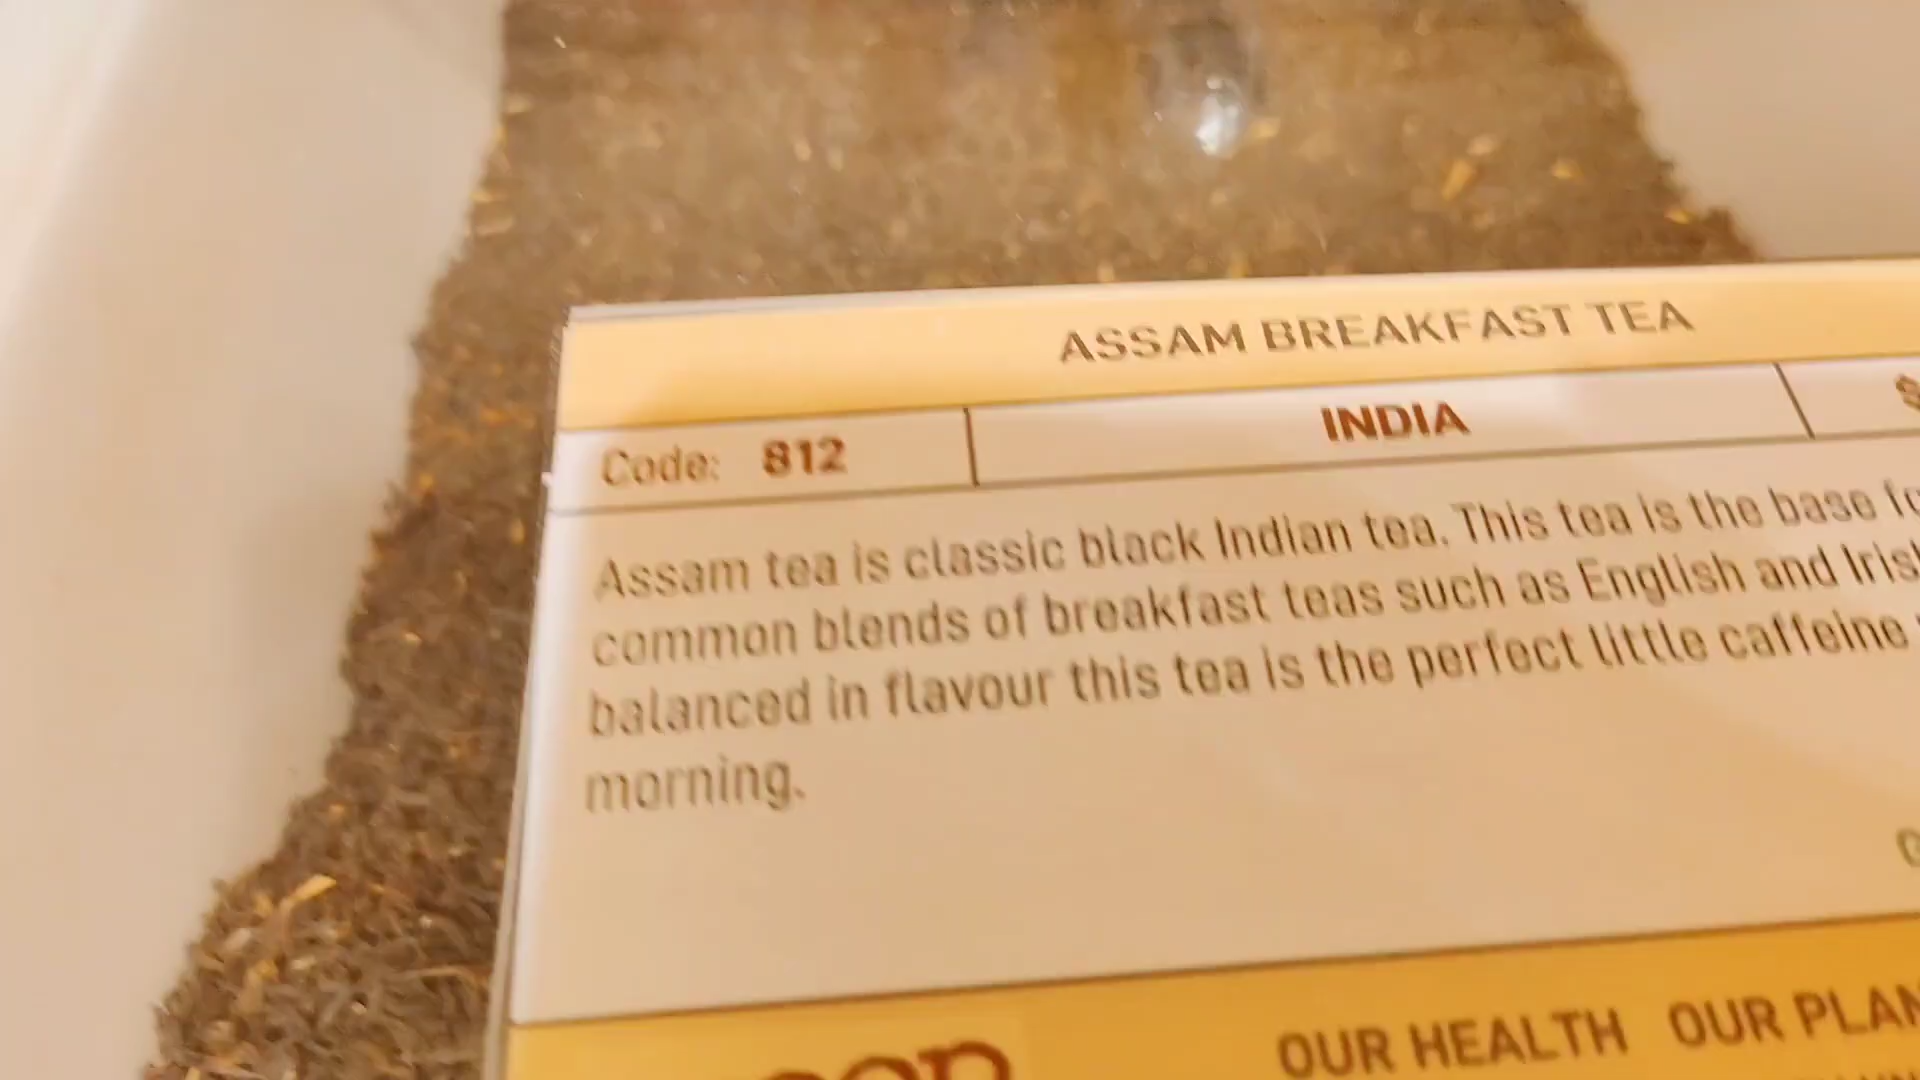 ASSAM BREAKFAST TEA
Code: 812 INDIA $
Assam tea is classic black Indian tea. This tea is the base
common blends of breakfast teas such as English and
balanced in flavour this tea is the perfect little caffeine
morning.
OUR HEALTH OUR